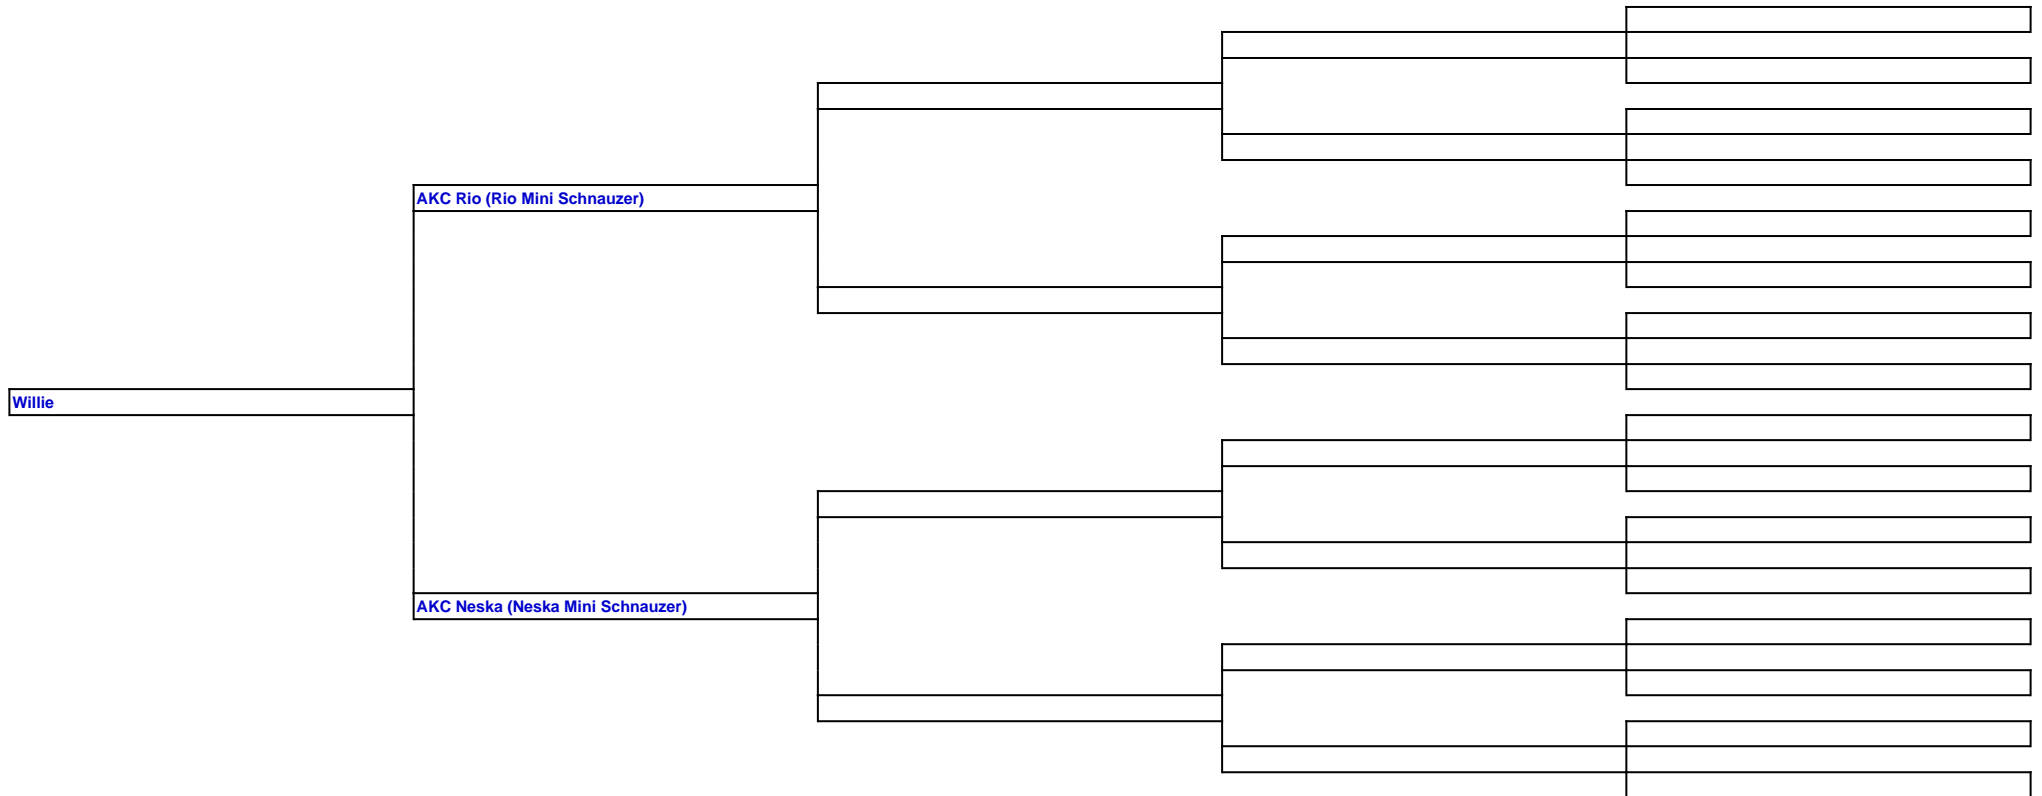 AKC Rio (Rio Mini Schnauzer)
Willie
AKC Neska (Neska Mini Schnauzer)